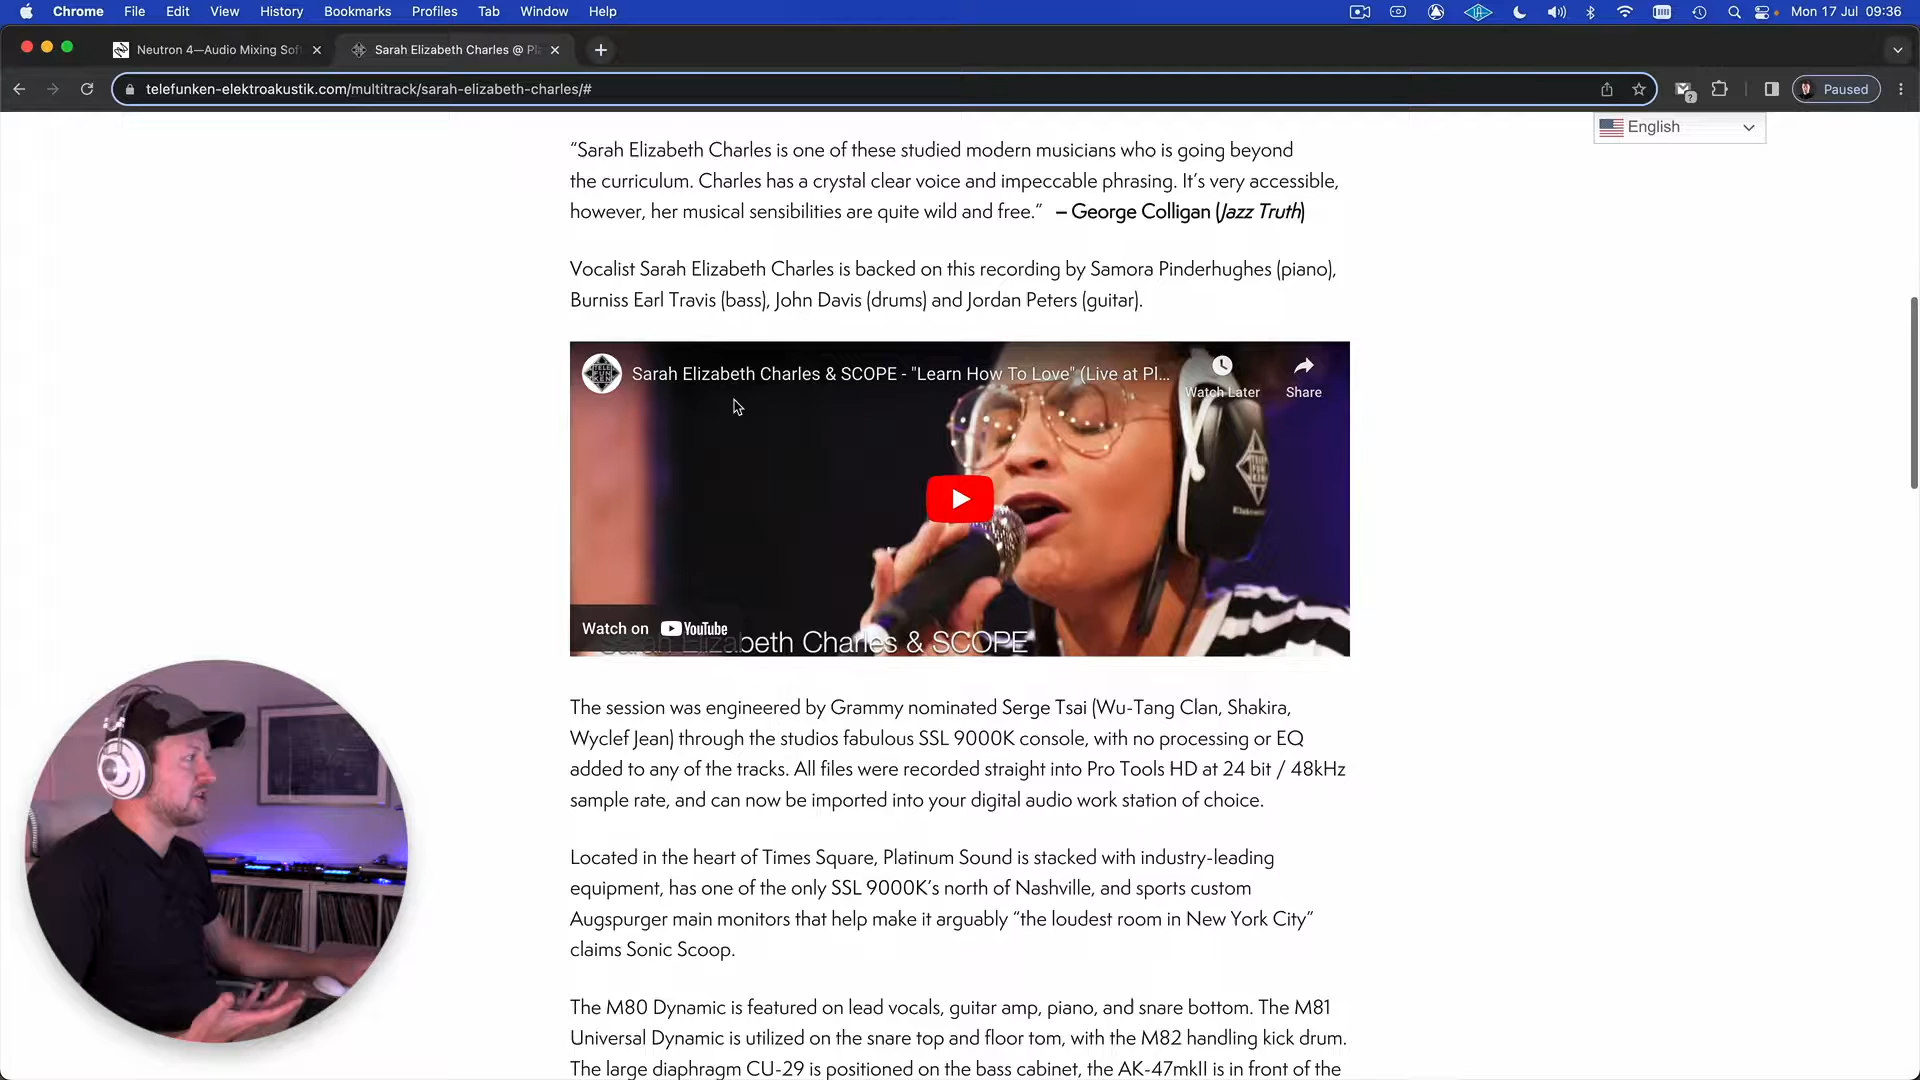 Chrome File Edit View History Bookmarks Profiles Tab Window Help Mon 17 Jul 09:36
Neutron 4—Audio Mixing Sof Sarah Elizabeth Charles @ Pla
telefunken-elektroakustik.com/multitrack/sarah-elizabeth-charles/# Paused
English
“Sarah Elizabeth Charles is one of these studied modern musicians who is going beyond
the curriculum. Charles has a crystal clear voice and impeccable phrasing. It’s very accessible,
however, her musical sensibilities are quite wild and free.” – George Colligan (Jazz Truth)
Vocalist Sarah Elizabeth Charles is backed on this recording by Samora Pinderhughes (piano),
Burniss Earl Travis (bass), John Davis (drums) and Jordan Peters (guitar).
TELE
FUN
KEN
Sarah Elizabeth Charles & SCOPE - "Learn How To Love" (Live at Pl...
Watch Later Share
Watch on YouTube
Sarah Elizabeth Charles & SCOPE
The session was engineered by Grammy nominated Serge Tsai (Wu-Tang Clan, Shakira,
Wyclef Jean) through the studios fabulous SSL 9000K console, with no processing or EQ
added to any of the tracks. All files were recorded straight into Pro Tools HD at 24 bit / 48kHz
sample rate, and can now be imported into your digital audio work station of choice.
Located in the heart of Times Square, Platinum Sound is stacked with industry-leading
equipment, has one of the only SSL 9000K’s north of Nashville, and sports custom
Augspurger main monitors that help make it arguably “the loudest room in New York City”
claims Sonic Scoop.
The M80 Dynamic is featured on lead vocals, guitar amp, piano, and snare bottom. The M81
Universal Dynamic is utilized on the snare top and floor tom, with the M82 handling kick drum.
The large diaphragm CU-29 is positioned on the bass cabinet, the AK-47mkII is in front of the